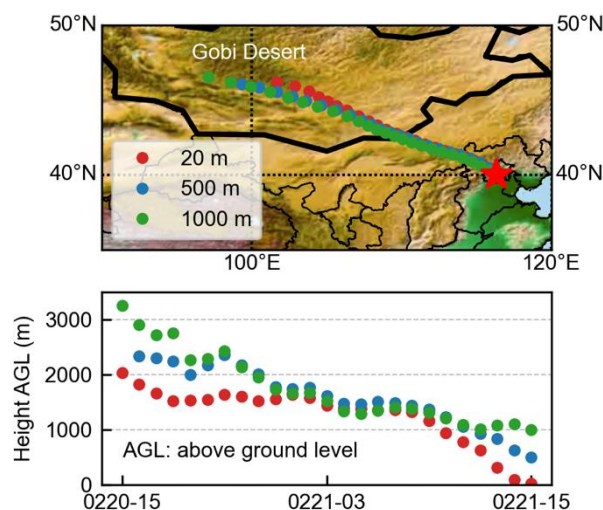 50°N
50°N
Gobi Desert
20 m
500 m
1000 m
40°N
40°N
100°E
120°E
Height AGL (m)
3000
2000
1000
0
AGL: above ground level
0220-15
0221-03
0221-15